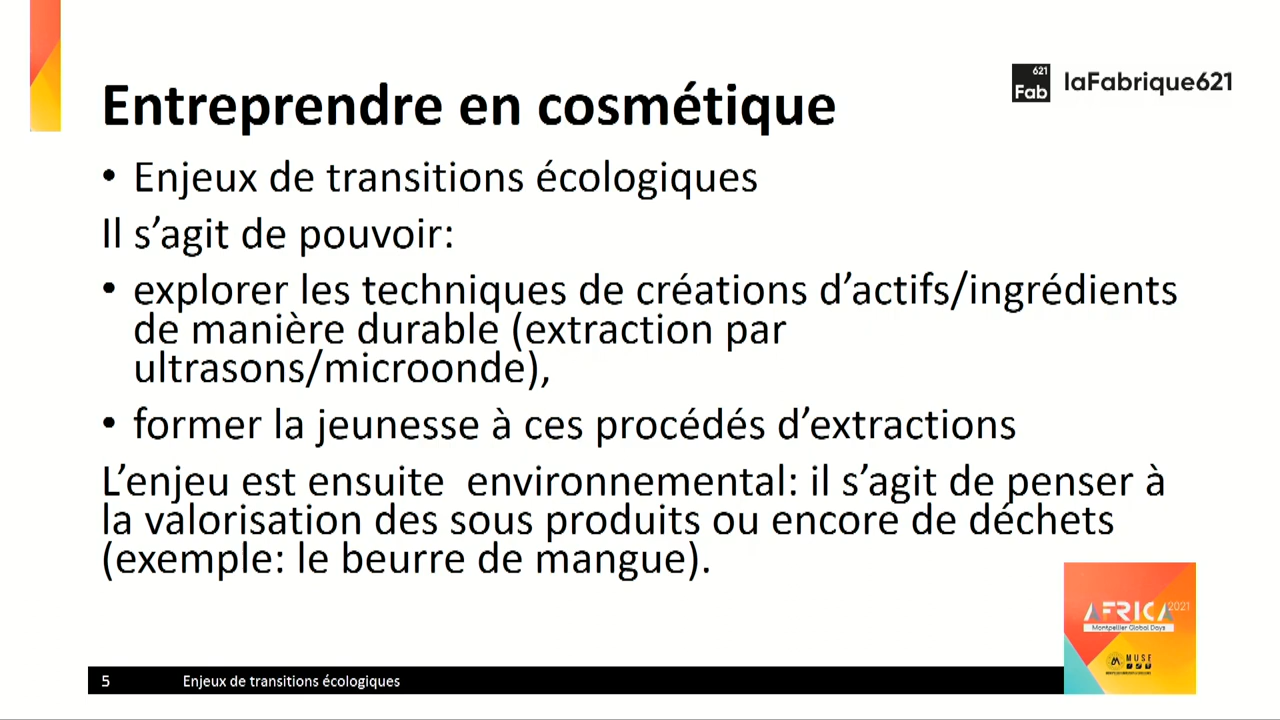 621
Fab
laFabrique621
Entreprendre en cosmétique
• Enjeux de transitions écologiques
Il s’agit de pouvoir:
• explorer les techniques de créations d’actifs/ingrédients
de manière durable (extraction par
ultrasons/microonde),
• former la jeunesse à ces procédés d’extractions
L’enjeu est ensuite  environnemental: il s’agit de penser à
la valorisation des sous produits ou encore de déchets
(exemple: le beurre de mangue).
AFRICA 2021
Montpellier Global Days
MUSE
5
Enjeux de transitions écologiques